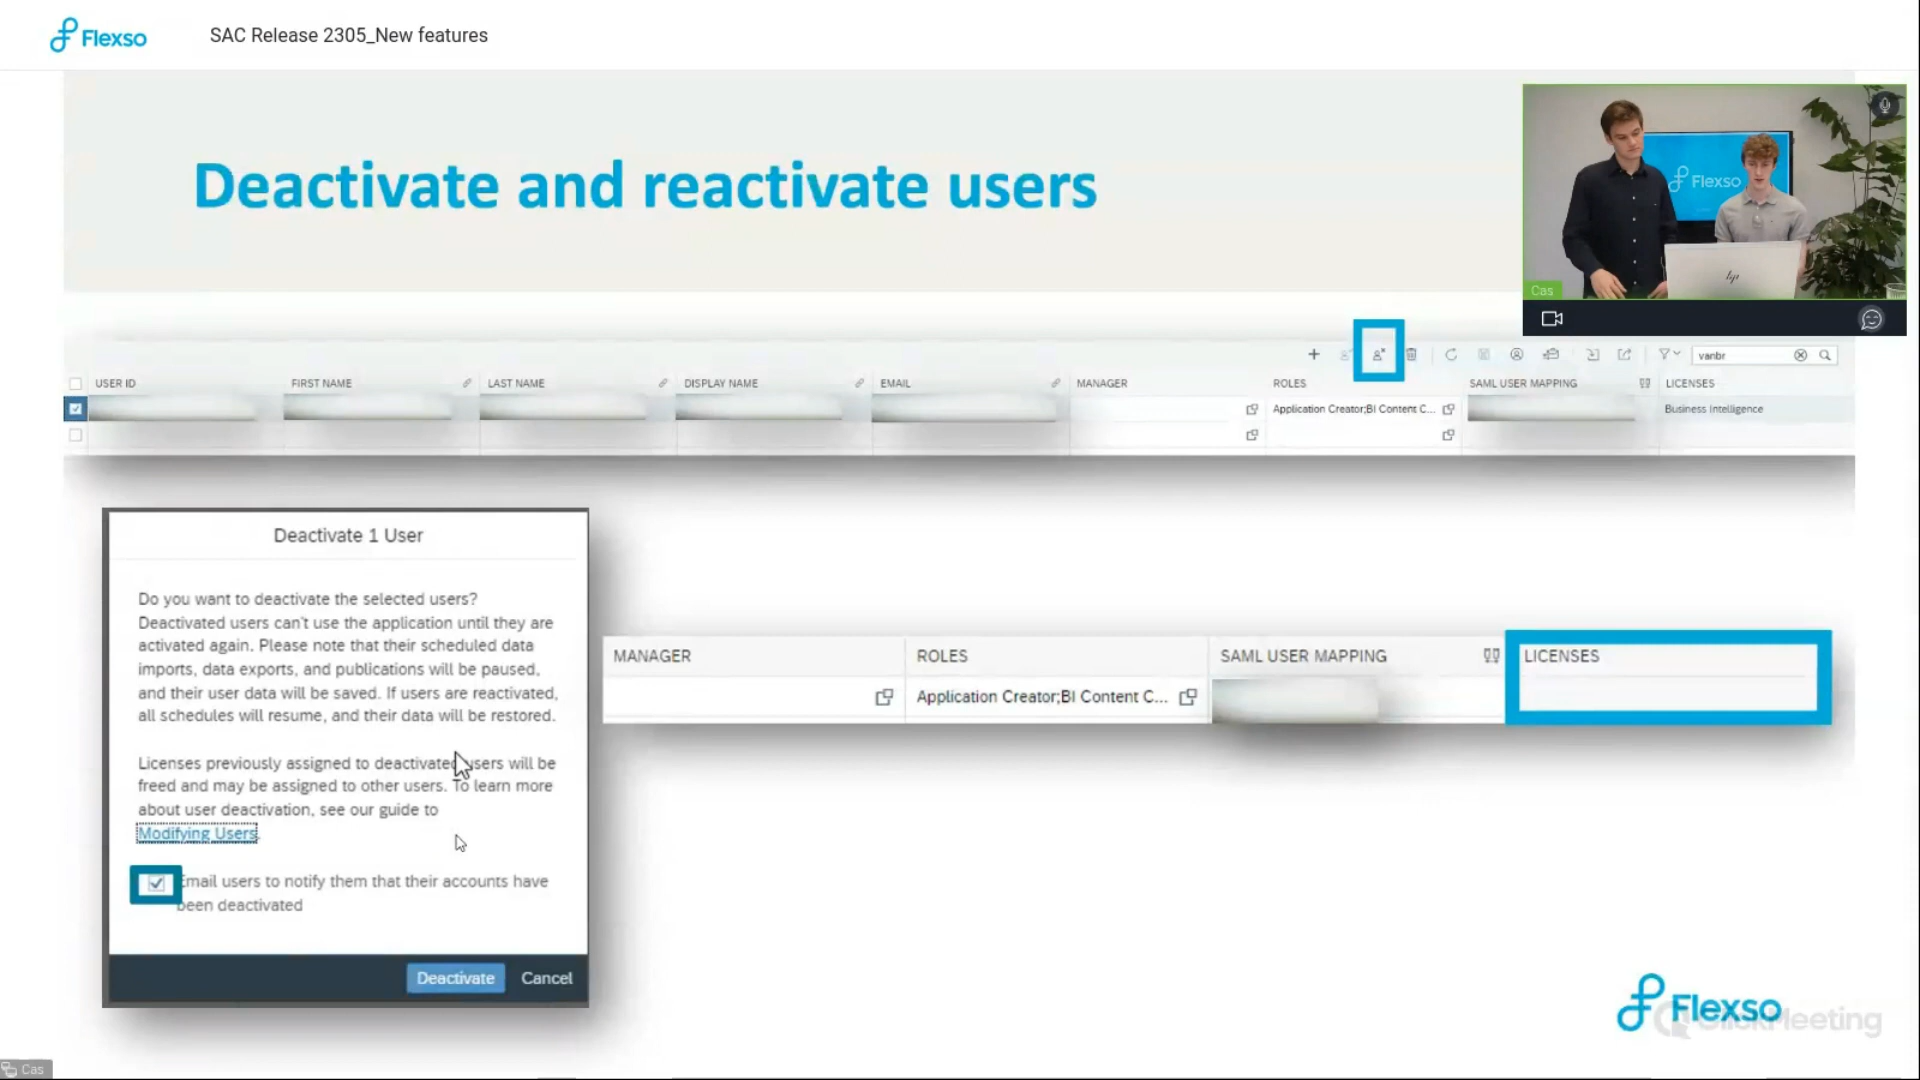 Flexso
SAC Release 2305_New features
Deactivate and reactivate users
Flexso
hp
Cas
vanbr
USER ID FIRST NAME LAST NAME DISPLAY NAME EMAIL MANAGER ROLES SAML USER MAPPING LICENSES
Application Creator;BI Content C... Business Intelligence
Deactivate 1 User
Do you want to deactivate the selected users?
Deactivated users can't use the application until they are
activated again. Please note that their scheduled data
imports, data exports, and publications will be paused,
and their user data will be saved. If users are reactivated,
all schedules will resume, and their data will be restored.
Licenses previously assigned to deactivated users will be
freed and may be assigned to other users. To learn more
about user deactivation, see our guide to
Modifying Users.
Email users to notify them that their accounts have
been deactivated
Deactivate Cancel
MANAGER ROLES SAML USER MAPPING LICENSES
Application Creator;BI Content C...
Flexso
ClickMeeting
Cas